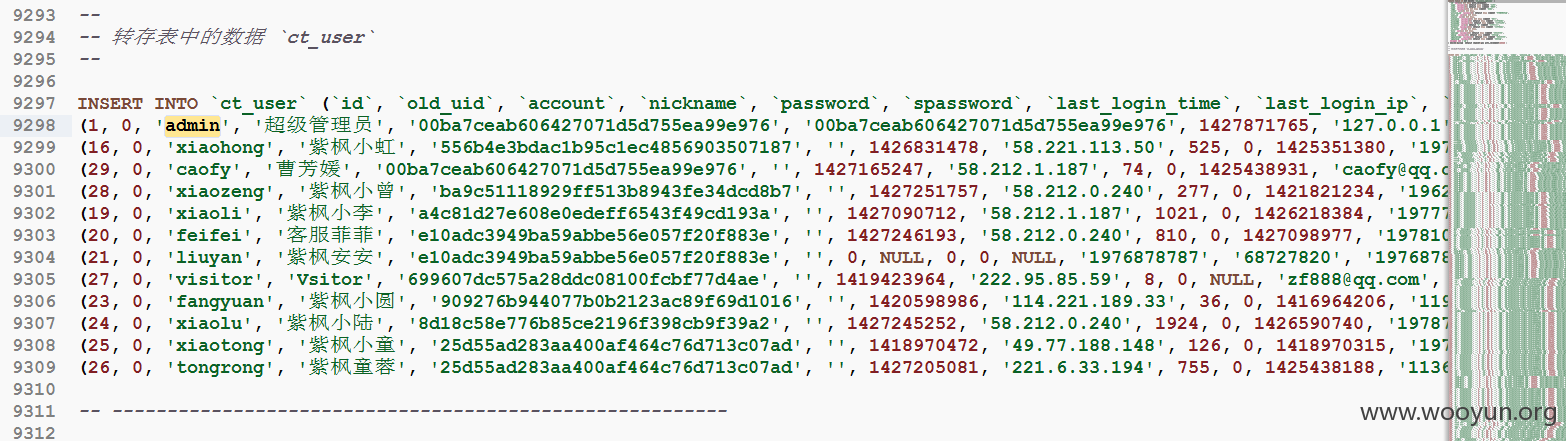 9293 --
9294 -- 转存表中的数据 `ct_user`
9295 --
9296
9297 INSERT INTO `ct_user` (`id`, `old_uid`, `account`, `nickname`, `password`, `spassword`, `last_login_time`, `last_login_ip`, `
9298 (1, 0, 'admin', '超级管理员', '00ba7ceab606427071d5d755ea99e976', '00ba7ceab606427071d5d755ea99e976', 1427871765, '127.0.0.1'
9299 (16, 0, 'xiaohong', '紫枫小虹', '556b4e3bdac1b95c1ec4856903507187', '', 1426831478, '58.221.113.50', 525, 0, 1425351380, '197
9300 (29, 0, 'caofy', '曹芳媛', '00ba7ceab606427071d5d755ea99e976', '', 1427165247, '58.212.1.187', 74, 0, 1425438931, 'caofy@qq.c
9301 (28, 0, 'xiaozeng', '紫枫小曾', 'ba9c51118929ff513b8943fe34dcd8b7', '', 1427251757, '58.212.0.240', 277, 0, 1421821234, '1962
9302 (19, 0, 'xiaoli', '紫枫小李', 'a4c81d27e608e0edeff6543f49cd193a', '', 1427090712, '58.212.1.187', 1021, 0, 1426218384, '19777
9303 (20, 0, 'feifei', '客服菲菲', 'e10adc3949ba59abbe56e057f20f883e', '', 1427246193, '58.212.0.240', 810, 0, 1427098977, '197810
9304 (21, 0, 'liuyan', '紫枫安安', 'e10adc3949ba59abbe56e057f20f883e', '', 0, NULL, 0, 0, NULL, '1976878787', '68727820', '1976878
9305 (27, 0, 'visitor', 'Vsitor', '699607dc575a28ddc08100fcbf77d4ae', '', 1419423964, '222.95.85.59', 8, 0, NULL, 'zf888@qq.com',
9306 (23, 0, 'fangyuan', '紫枫小圆', '909276b944077b0b2123ac89f69d1016', '', 1420598986, '114.221.189.33', 36, 0, 1416964206, '119
9307 (24, 0, 'xiaolu', '紫枫小陆', '8d18c58e776b85ce2196f398cb9f39a2', '', 1427245252, '58.212.0.240', 1924, 0, 1426590740, '19787
9308 (25, 0, 'xiaotong', '紫枫小童', '25d55ad283aa400af464c76d713c07ad', '', 1418970472, '49.77.188.148', 126, 0, 1418970315, '197
9309 (26, 0, 'tongrong', '紫枫童蓉', '25d55ad283aa400af464c76d713c07ad', '', 1427205081, '221.6.33.194', 755, 0, 1425438188, '1136
9310
9311 -- --------------------------------------------------------
9312
www.wooyun.org